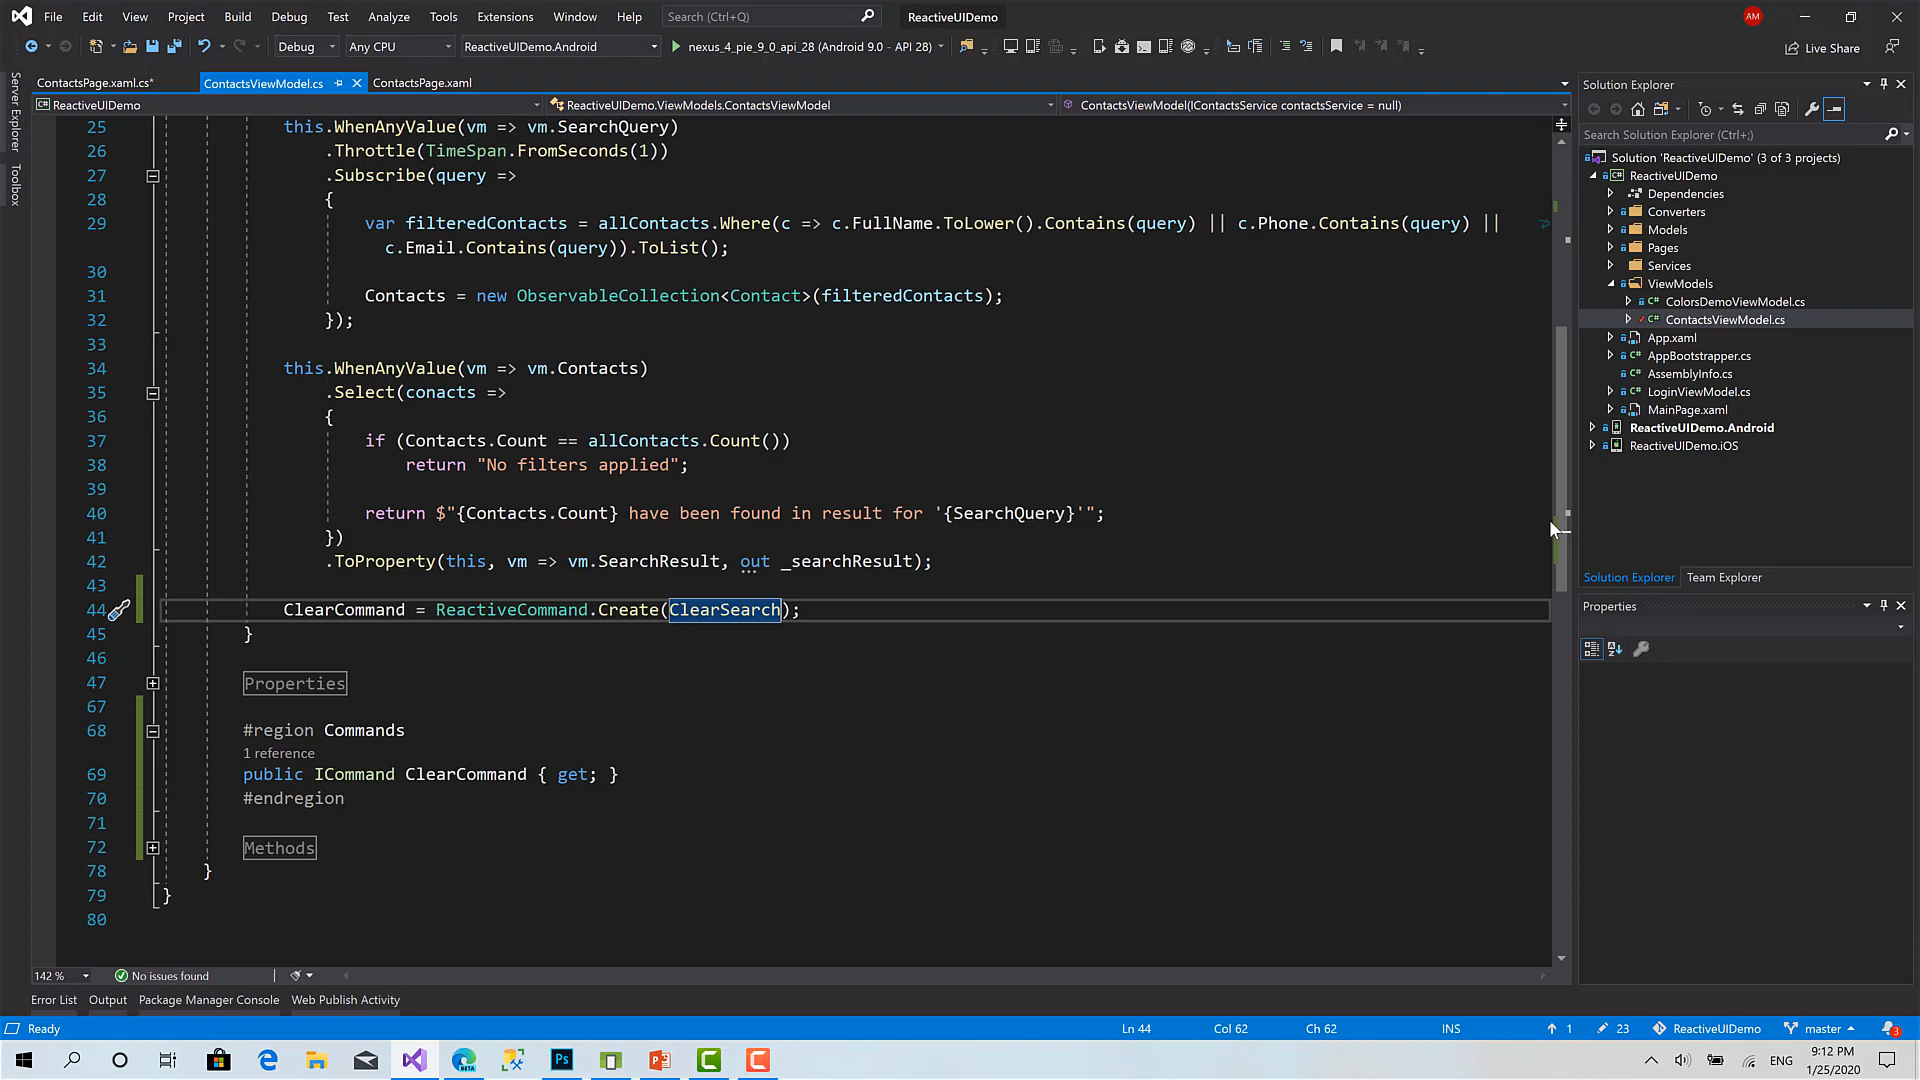 File Edit View Project Build Debug Test Analyze Tools Extensions Window Help Search (Ctrl+Q) ReactiveUIDemo AM
Debug Any CPU ReactiveUIDemo.Android nexus_4_pie_9_0_api_28 (Android 9.0 - API 28) Live Share
Server Explorer
Toolbox
ContactsPage.xaml.cs* ContactsViewModel.cs ContactsPage.xaml
ReactiveUIDemo ReactiveUIDemo.ViewModels.ContactsViewModel ContactsViewModel(IContactsService contactsService = null)
25 this.WhenAnyValue(vm => vm.SearchQuery)
26 .Throttle(TimeSpan.FromSeconds(1))
27 .Subscribe(query =>
28 {
29 var filteredContacts = allContacts.Where(c => c.FullName.ToLower().Contains(query) || c.Phone.Contains(query) ||
c.Email.Contains(query)).ToList();
30
31 Contacts = new ObservableCollection<Contact>(filteredContacts);
32 });
33
34 this.WhenAnyValue(vm => vm.Contacts)
35 .Select(conacts =>
36 {
37 if (Contacts.Count == allContacts.Count())
38 return "No filters applied";
39
40 return $"{Contacts.Count} have been found in result for '{SearchQuery}'";
41 })
42 .ToProperty(this, vm => vm.SearchResult, out _searchResult);
43
44 ClearCommand = ReactiveCommand.Create(ClearSearch);
45 }
46
47 Properties
67
68 #region Commands
1 reference
69 public ICommand ClearCommand { get; }
70 #endregion
71
72 Methods
78 }
79 }
80
142 % No issues found
Solution Explorer
Search Solution Explorer (Ctrl+;)
Solution 'ReactiveUIDemo' (3 of 3 projects)
ReactiveUIDemo
Dependencies
Converters
Models
Pages
Services
ViewModels
ColorsDemoViewModel.cs
ContactsViewModel.cs
App.xaml
AppBootstrapper.cs
AssemblyInfo.cs
LoginViewModel.cs
MainPage.xaml
ReactiveUIDemo.Android
ReactiveUIDemo.iOS
Solution Explorer Team Explorer
Properties
Error List Output Package Manager Console Web Publish Activity
Ready Ln 44 Col 62 Ch 62 INS 1 23 ReactiveUIDemo master 3
BETA Ps ENG 9:12 PM
1/25/2020